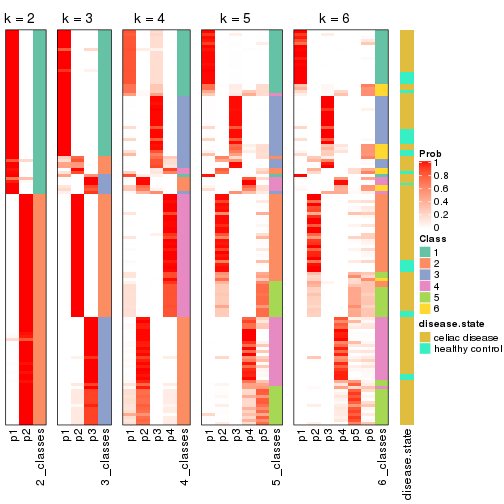 k = 2 k = 3 k = 4 k = 5 k = 6
Prob
1
0.8
0.6
0.4
0.2
0
Class
1
2
3
4
5
6
disease.state
celiac disease
healthy control
p1 p2 2_classes p1 p2 p3 3_classes p1 p2 p3 p4 4_classes p1 p2 p3 p4 p5 5_classes p1 p2 p3 p4 p5 p6 6_classes disease.state